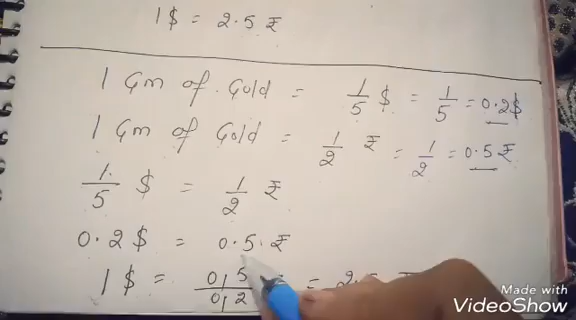 1 $ = 2.5 ₹
1 Gm of Gold = 1/5 $ = 1/5 = 0.2$
1 Gm of Gold = 1/2 ₹ = 1/2 = 0.5 ₹
1/5 $ = 1/2 ₹
0.2 $ = 0.5 ₹
1 $ = 0,5/0,2 =
Made with
VideoShow